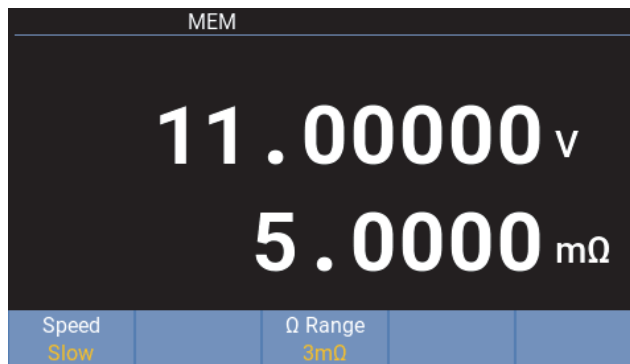 MEM
11.00000 V
5.0000 mΩ
Speed Ω Range
Slow 3mΩ